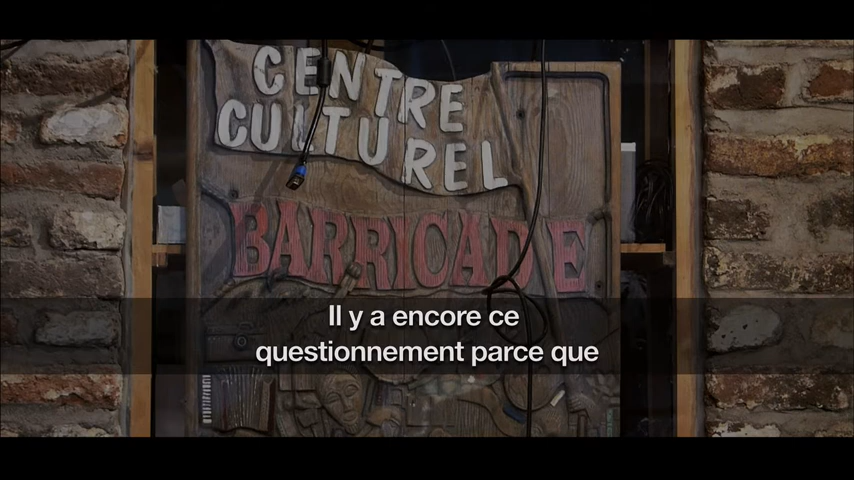 CENTRE
CULTUREL
BARRICADE
Il y a encore ce
questionnement parce que